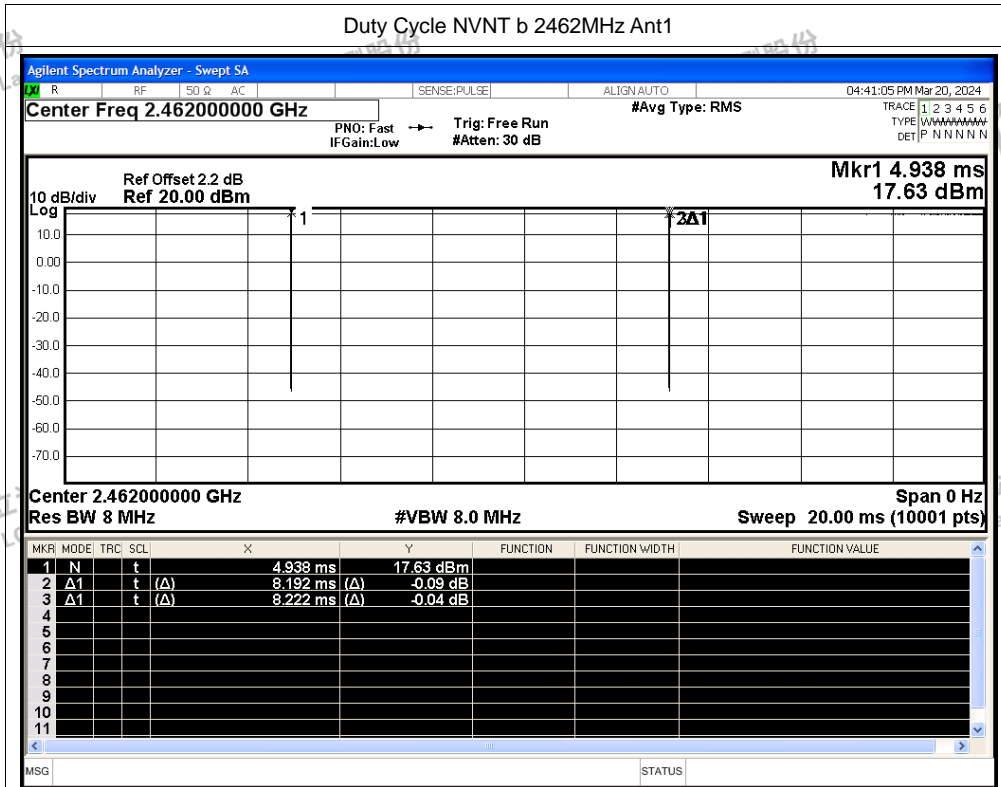 Duty Cycle NVNT b 2462MHz Ant1
Agilent Spectrum Analyzer - Swept SA
LXI R RF 50 Ω AC SENSE:PULSE ALIGN AUTO 04:41:05 PM Mar 20, 2024
Center Freq 2.462000000 GHz #Avg Type: RMS TRACE 1 2 3 4 5 6
PNO: Fast Trig: Free Run TYPE WWWWWW
IFGain:Low #Atten: 30 dB DET P N N N N N
Mkr1 4.938 ms
Ref Offset 2.2 dB
10 dB/div Ref 20.00 dBm 17.63 dBm
Log
1 2Δ1
10.0
0.00
-10.0
-20.0
-30.0
-40.0
-50.0
-60.0
-70.0
Center 2.462000000 GHz Span 0 Hz
Res BW 8 MHz #VBW 8.0 MHz Sweep 20.00 ms (10001 pts)
MKR MODE TRC SCL X Y FUNCTION FUNCTION WIDTH FUNCTION VALUE
1 N t 4.938 ms 17.63 dBm
2 Δ1 t (Δ) 8.192 ms (Δ) -0.09 dB
3 Δ1 t (Δ) 8.222 ms (Δ) -0.04 dB
4
5
6
7
8
9
10
11
MSG STATUS